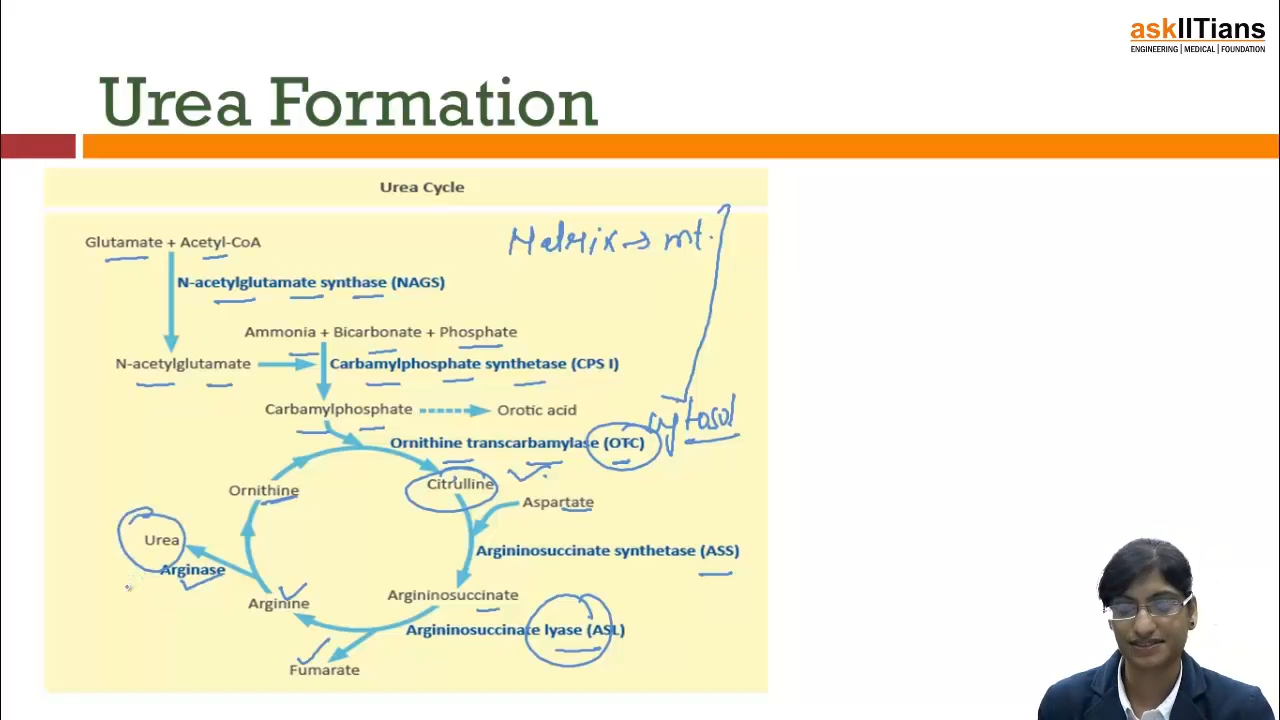 askIITians
ENGINEERING | MEDICAL | FOUNDATION
Urea Formation
Urea Cycle
Glutamate + Acetyl-CoA
Matrix → mt.
N-acetylglutamate synthase (NAGS)
Ammonia + Bicarbonate + Phosphate
N-acetylglutamate
Carbamylphosphate synthetase (CPS I)
Carbamylphosphate
Orotic acid
cytosol
Ornithine transcarbamylase (OTC)
Ornithine
Citrulline
Aspartate
Urea
Argininosuccinate synthetase (ASS)
Arginase
Arginine
Argininosuccinate
Argininosuccinate lyase (ASL)
Fumarate